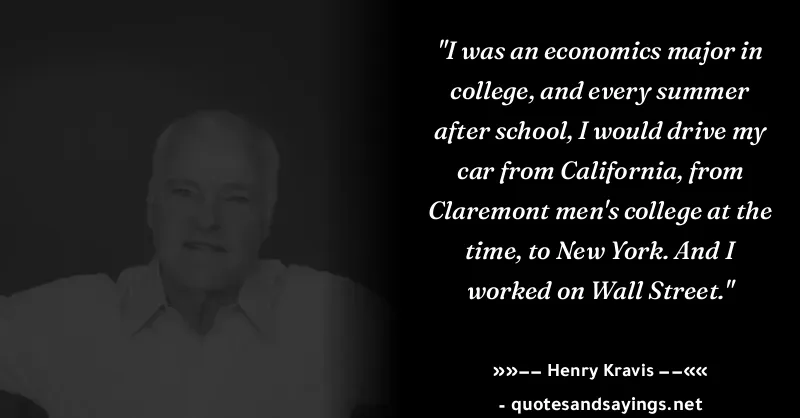 "I was an economics major in
college, and every summer
after school, I would drive my
car from California, from
Claremont men's college at the
time, to New York. And I
worked on Wall Street."
»»−− Henry Kravis −−««
- quotesandsayings.net